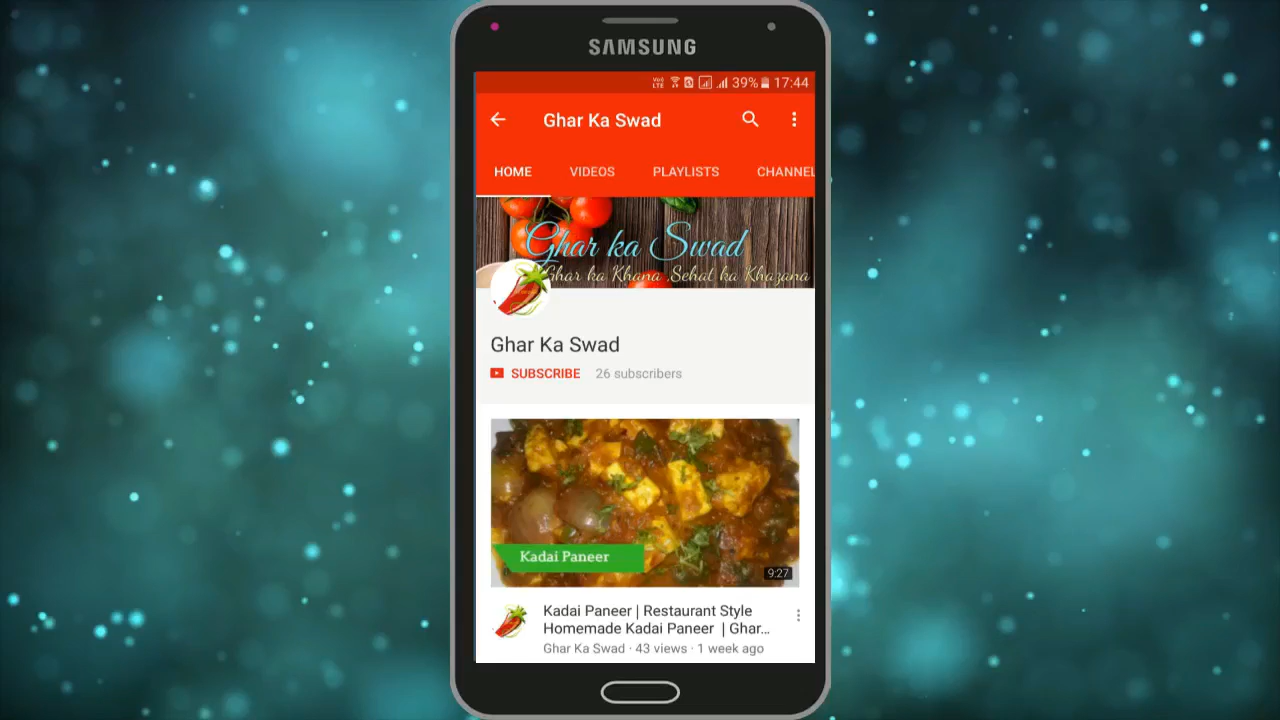 SAMSUNG
VoLTE 39% 17:44
Ghar Ka Swad
HOME VIDEOS PLAYLISTS CHANNEL
Ghar ka Swad
Ghar ka Khana Sehat ka Khazana
Ghar Ka Swad
SUBSCRIBE 26 subscribers
Kadai Paneer
9:27
Kadai Paneer | Restaurant Style
Homemade Kadai Paneer | Ghar...
Ghar Ka Swad · 43 views · 1 week ago